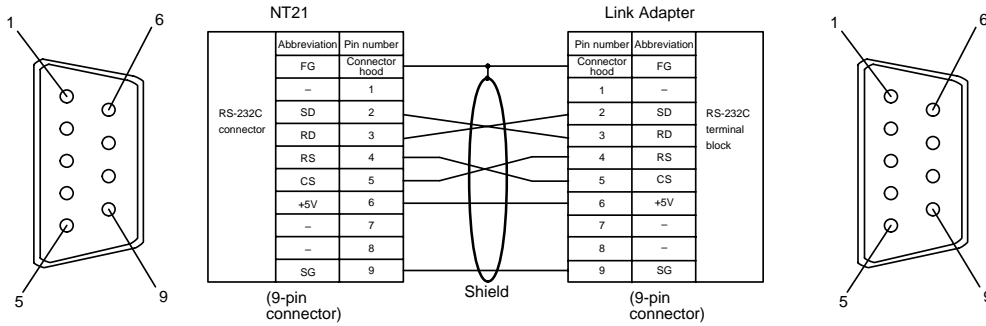 NT21
Link Adapter
1
6
1
6
Abbreviation Pin number
Pin number Abbreviation
FG Connector hood
Connector hood FG
– 1
1 –
RS-232C connector
SD 2
2 SD
RS-232C terminal block
RD 3
3 RD
RS 4
4 RS
CS 5
5 CS
+5V 6
6 +5V
– 7
7 –
– 8
8 –
SG 9
9 SG
5
9
(9-pin connector)
Shield
(9-pin connector)
5
9